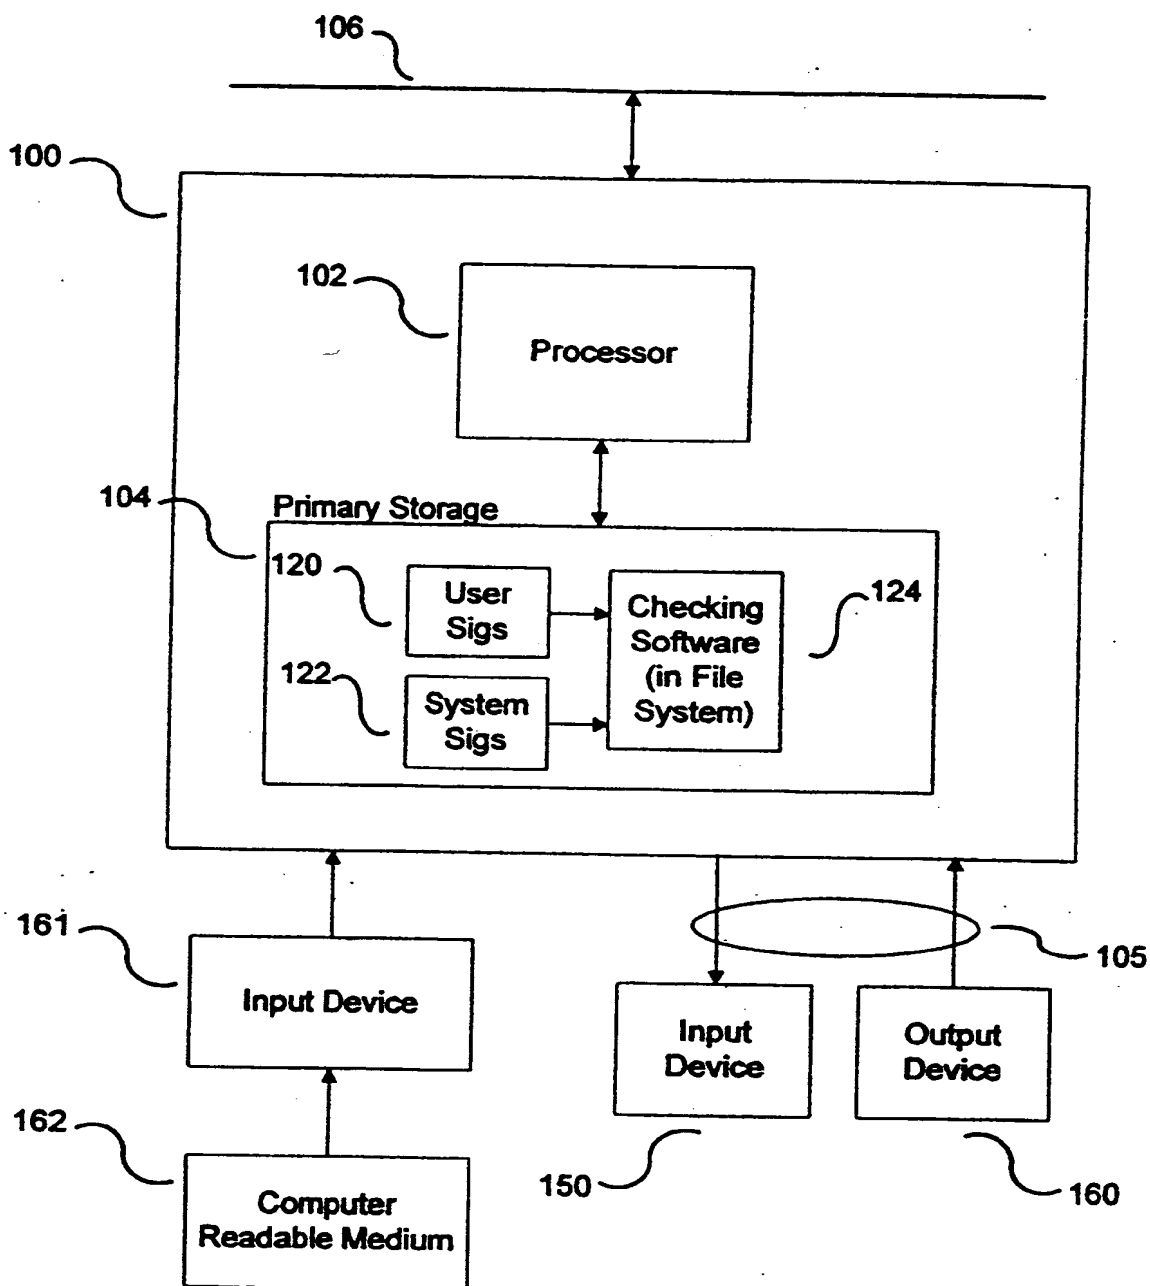 106
100
102
Processor
104
Primary Storage
120
User
Sigs
Checking
Software
(in File
System)
124
122
System
Sigs
161
Input Device
105
Input
Device
Output
Device
162
Computer
Readable Medium
150
160